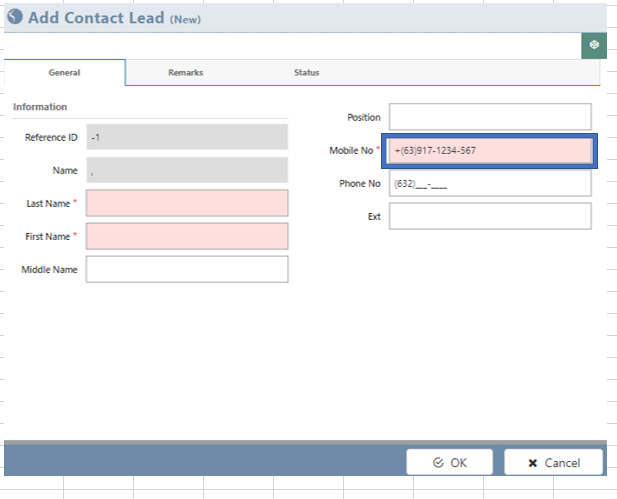 Add Contact Lead (New)
General
Remarks
Status
Information
Reference ID
-1
Name
,
Last Name *
First Name *
Middle Name
Position
Mobile No *
+(63)917-1234-567
Phone No
(632)___-____
Ext
OK
Cancel